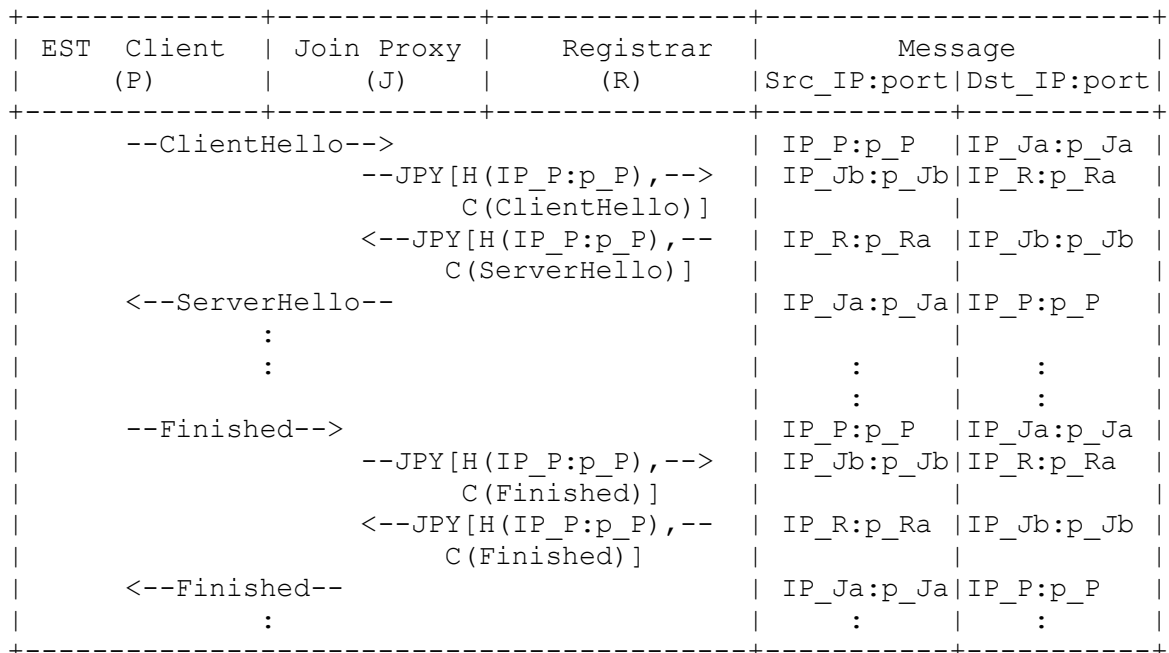 +--------------+------------+---------------+-----------------------+
| EST  Client  | Join Proxy |    Registrar  |        Message        |
|     (P)      |     (J)    |      (R)      |Src_IP:port|Dst_IP:port|
+--------------+------------+---------------+-----------+-----------+
|      --ClientHello-->                     | IP_P:p_P  |IP_Ja:p_Ja |
|                    --JPY[H(IP_P:p_P),-->  | IP_Jb:p_Jb|IP_R:p_Ra  |
|                          C(ClientHello)]  |           |           |
|                    <--JPY[H(IP_P:p_P),--  | IP_R:p_Ra |IP_Jb:p_Jb |
|                         C(ServerHello)]   |           |           |
|      <--ServerHello--                     | IP_Ja:p_Ja|IP_P:p_P   |
|              :                            |           |           |
|              :                            |     :     |    :      |
|                                           |     :     |    :      |
|      --Finished-->                        | IP_P:p_P  |IP_Ja:p_Ja |
|                    --JPY[H(IP_P:p_P),-->  | IP_Jb:p_Jb|IP_R:p_Ra  |
|                          C(Finished)]     |           |           |
|                    <--JPY[H(IP_P:p_P),--  | IP_R:p_Ra |IP_Jb:p_Jb |
|                         C(Finished)]      |           |           |
|      <--Finished--                        | IP_Ja:p_Ja|IP_P:p_P   |
|              :                            |     :     |    :      |
+-------------------------------------------+-----------+-----------+